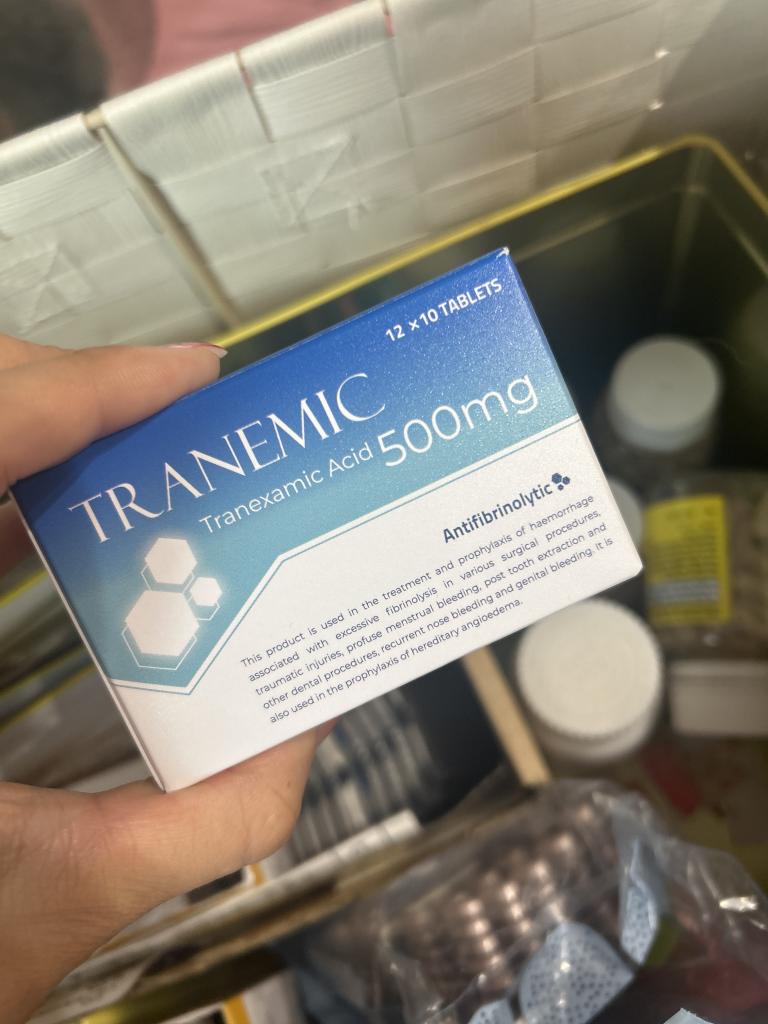 12 x 10 TABLETS
TRANEMIC
Tranexamic Acid 500mg
Antifibrinolytic
This product is used in the treatment and prophylaxis of haemorrhage
associated with excessive fibrinolysis in various surgical procedures,
traumatic injuries, profuse menstrual bleeding, post tooth extraction and
other dental procedures, recurrent nose bleeding and genital bleeding. It is
also used in the prophylaxis of hereditary angioedema.